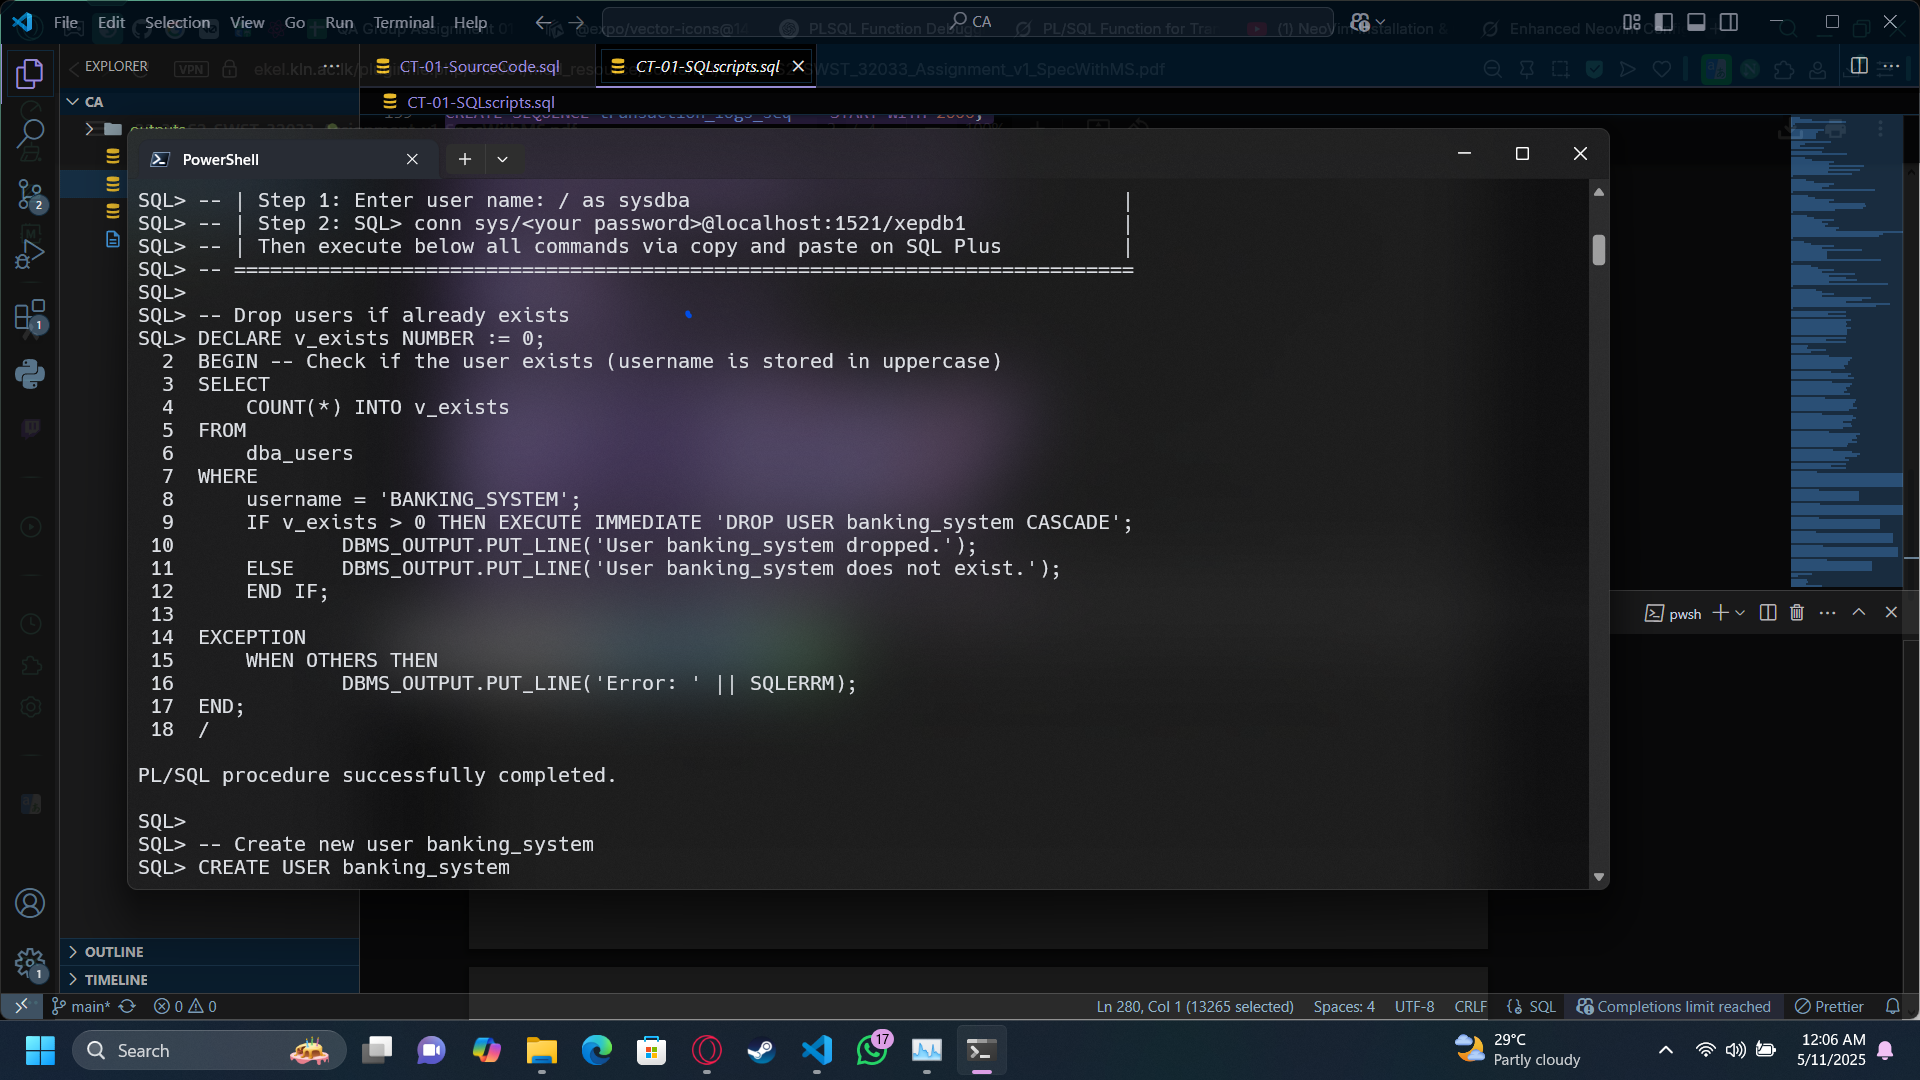 File Edit Selection View Go Run Terminal Help
CA
EXPLORER
CT-01-SourceCode.sql
CT-01-SQLscripts.sql
CA
CT-01-SQLscripts.sql
PowerShell
SQL> -- | Step 1: Enter user name: / as sysdba |
SQL> -- | Step 2: SQL> conn sys/<your password>@localhost:1521/xepdb1 |
SQL> -- | Then execute below all commands via copy and paste on SQL Plus |
SQL> -- ===========================================================================
SQL>
SQL> -- Drop users if already exists
SQL> DECLARE v_exists NUMBER := 0;
2 BEGIN -- Check if the user exists (username is stored in uppercase)
3 SELECT
4 COUNT(*) INTO v_exists
5 FROM
6 dba_users
7 WHERE
8 username = 'BANKING_SYSTEM';
9 IF v_exists > 0 THEN EXECUTE IMMEDIATE 'DROP USER banking_system CASCADE';
10 DBMS_OUTPUT.PUT_LINE('User banking_system dropped.');
11 ELSE DBMS_OUTPUT.PUT_LINE('User banking_system does not exist.');
12 END IF;
13
14 EXCEPTION
15 WHEN OTHERS THEN
16 DBMS_OUTPUT.PUT_LINE('Error: ' || SQLERRM);
17 END;
18 /
PL/SQL procedure successfully completed.
SQL>
SQL> -- Create new user banking_system
SQL> CREATE USER banking_system
pwsh
OUTLINE
TIMELINE
main* 0 0
Ln 280, Col 1 (13265 selected) Spaces: 4 UTF-8 CRLF SQL Completions limit reached Prettier
Search
17
29°C
Partly cloudy
12:06 AM
5/11/2025